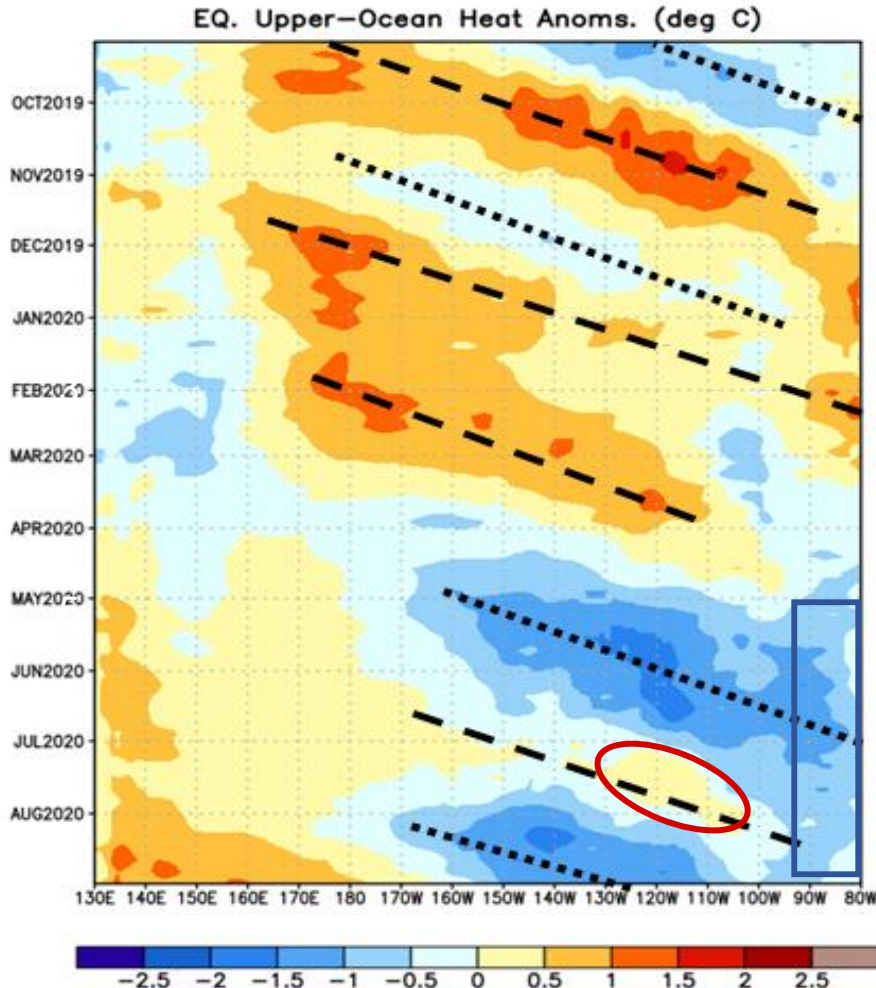 EQ. Upper-Ocean Heat Anoms. (deg C)
OCT2019
NOV2019
DEC2019
JAN2020
FEB2020
MAR2020
APR2020
MAY2020
JUN2020
JUL2020
AUG2020
130E 140E 150E 160E 170E 180 170W 160W 150W 140W 130W 120W 110W 100W 90W 80W
-2.5 -2 -1.5 -1 -0.5 0 0.5 1 1.5 2 2.5